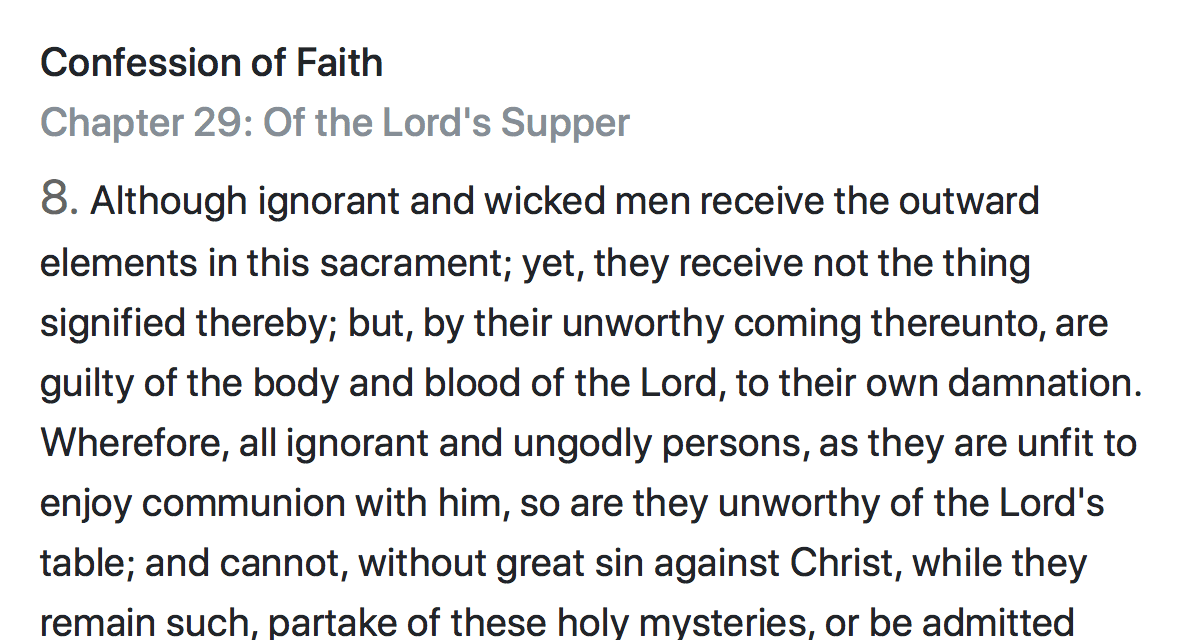 Confession of Faith
Chapter 29: Of the Lord's Supper
8. Although ignorant and wicked men receive the outward
elements in this sacrament; yet, they receive not the thing
signified thereby; but, by their unworthy coming thereunto, are
guilty of the body and blood of the Lord, to their own damnation.
Wherefore, all ignorant and ungodly persons, as they are unfit to
enjoy communion with him, so are they unworthy of the Lord's
table; and cannot, without great sin against Christ, while they
remain such, partake of these holy mysteries, or be admitted